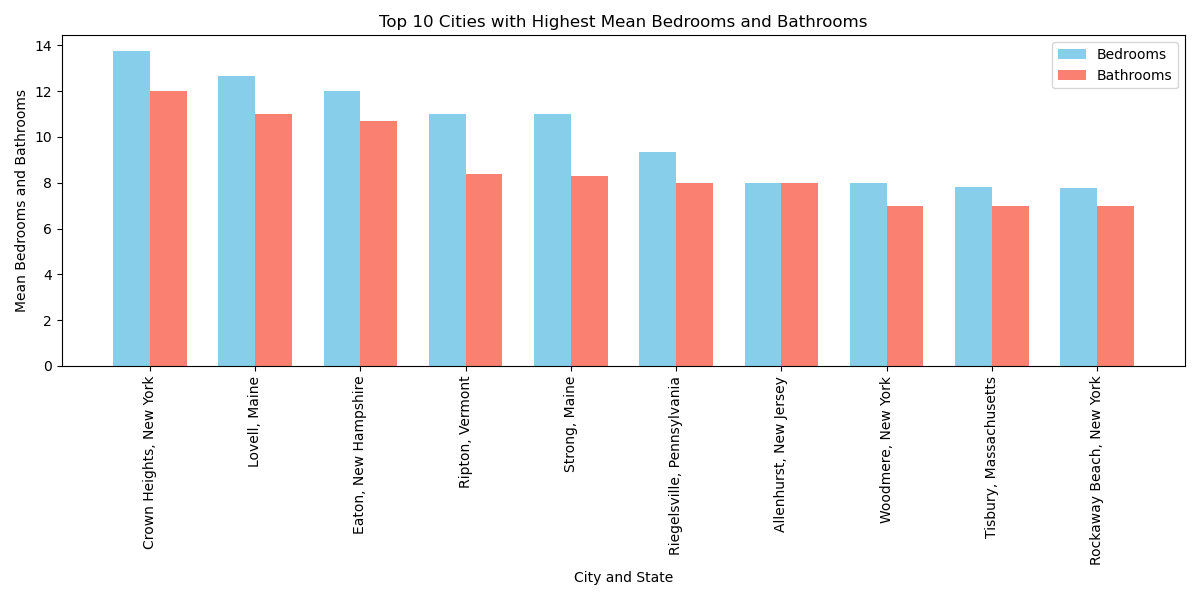 Top 10 Cities with Highest Mean Bedrooms and Bathrooms
Bedrooms
Bathrooms
Mean Bedrooms and Bathrooms
14
12
10
8
6
4
2
0
Crown Heights, New York
Lovell, Maine
Eaton, New Hampshire
Ripton, Vermont
Strong, Maine
Riegelsville, Pennsylvania
Allenhurst, New Jersey
Woodmere, New York
Tisbury, Massachusetts
Rockaway Beach, New York
City and State